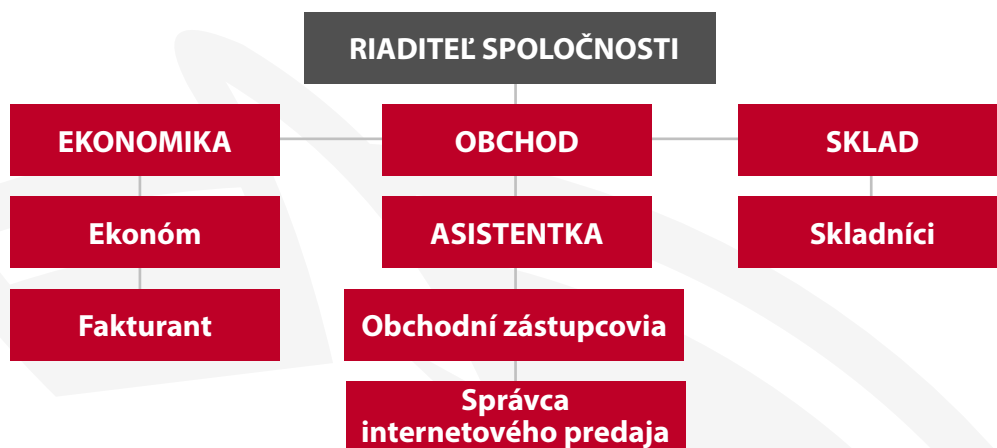 RIADITEĽ SPOLOČNOSTI
EKONOMIKA
OBCHOD
SKLAD
Ekonóm
ASISTENTKA
Skladníci
Fakturant
Obchodní zástupcovia
Správca
internetového predaja